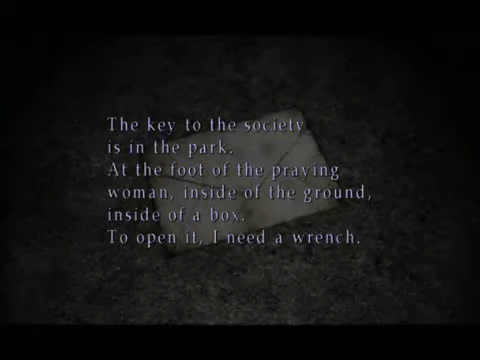 The key to the society
is in the park.
At the foot of the praying
woman, inside of the ground,
inside of a box.
To open it, I need a wrench.